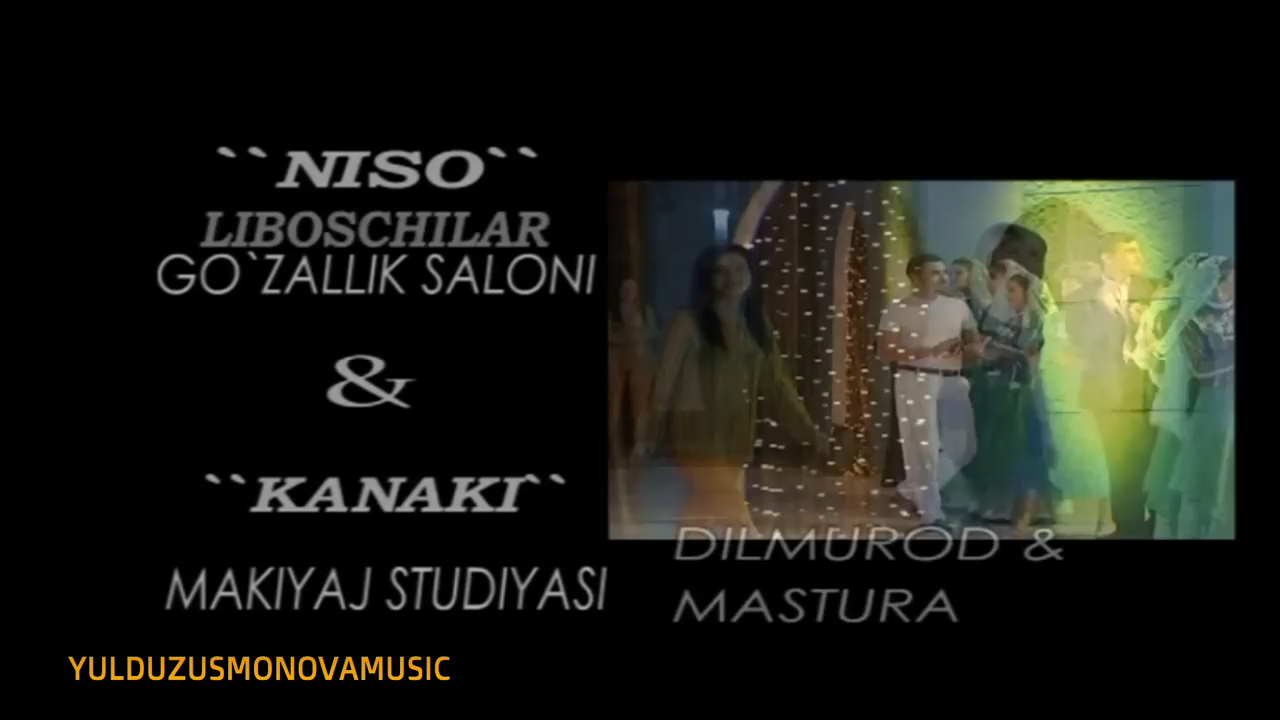 ``NISO``
LIBOSCHILAR
GO`ZALLIK SALONI
&
``KANAKI``
MAKIYAJ STUDIYASI
DILMUROD &
MASTURA
YULDUZUSMONOVAMUSIC